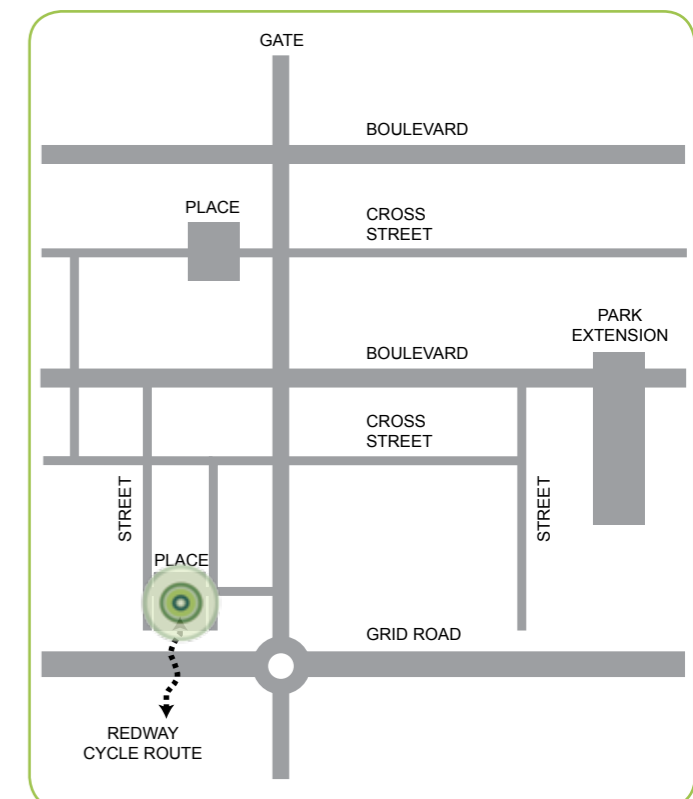 GATE
BOULEVARD
PLACE
CROSS
STREET
PARK
EXTENSION
BOULEVARD
CROSS
STREET
STREET
STREET
PLACE
GRID ROAD
REDWAY
CYCLE ROUTE